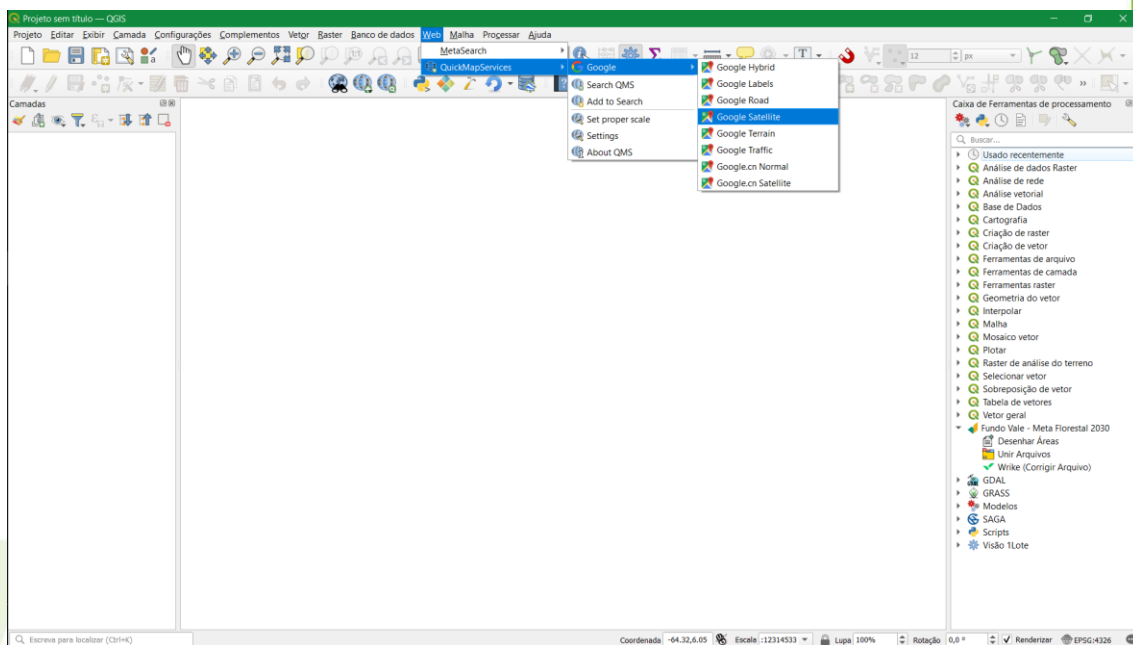 Projeto sem título — QGIS
Projeto Editar Exibir Camada Configurações Complementos Vetor Raster Banco de dados Web Malha Processar Ajuda
MetaSearch
QuickMapServices
Google
Search QMS
Add to Search
Set proper scale
Settings
About QMS
Google Hybrid
Google Labels
Google Road
Google Satellite
Google Terrain
Google Traffic
Google.cn Normal
Google.cn Satellite
12 px
Camadas
Caixa de Ferramentas de processamento
Buscar...
Usado recentemente
Análise de dados Raster
Análise de rede
Análise vetorial
Base de Dados
Cartografia
Criação de raster
Criação de vetor
Ferramentas de arquivo
Ferramentas de camada
Ferramentas raster
Geometria do vetor
Interpolar
Malha
Mosaico vetor
Plotar
Raster de análise do terreno
Selecionar vetor
Sobreposição de vetor
Tabela de vetores
Vetor geral
Fundo Vale - Meta Florestal 2030
Desenhar Áreas
Unir Arquivos
Wrike (Corrigir Arquivo)
GDAL
GRASS
Modelos
SAGA
Scripts
Visão 1Lote
Escreva para localizar (Ctrl+K) Coordenada -64.32,6.05 Escala :12314533 Lupa 100% Rotação 0,0 ° Renderizar EPSG:4326